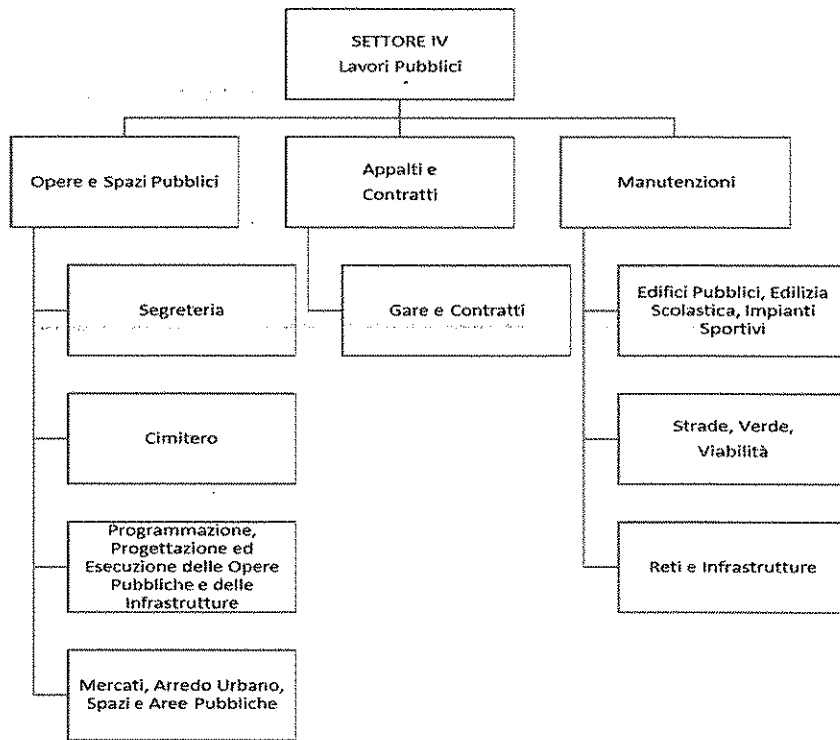 SETTORE IV
Lavori Pubblici
Opere e Spazi Pubblici
Appalti e
Contratti
Manutenzioni
Segreteria
Gare e Contratti
Edifici Pubblici, Edilizia
Scolastica, Impianti
Sportivi
Cimitero
Strade, Verde,
Viabilità
Programmazione,
Progettazione ed
Esecuzione delle Opere
Pubbliche e delle
Infrastrutture
Reti e Infrastrutture
Mercati, Arredo Urbano,
Spazi e Aree Pubbliche